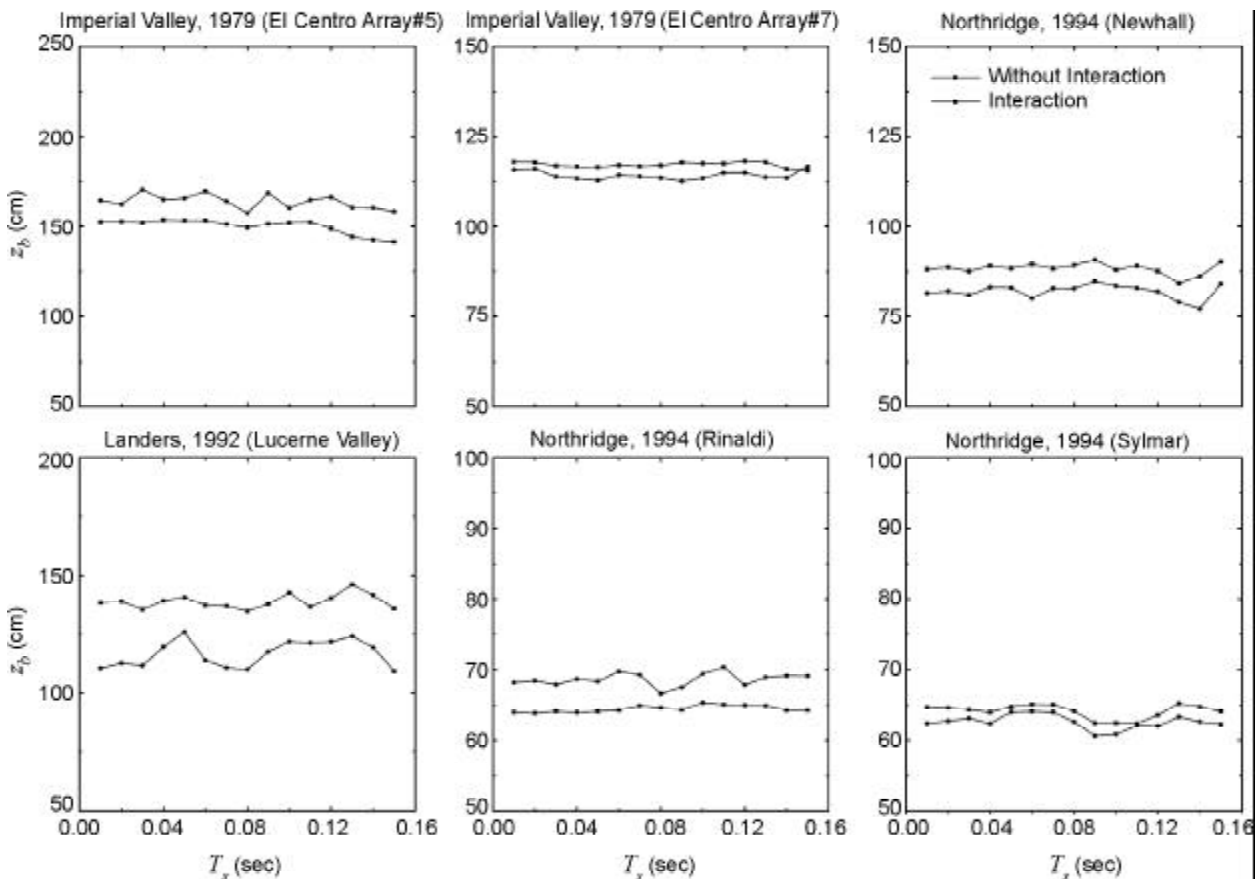 Imperial Valley, 1979 (El Centro Array#5)
Imperial Valley, 1979 (El Centro Array#7)
Northridge, 1994 (Newhall)
250
200
150
100
50
z_b (cm)
150
125
100
75
50
150
125
100
75
50
Without Interaction
Interaction
Landers, 1992 (Lucerne Valley)
Northridge, 1994 (Rinaldi)
Northridge, 1994 (Sylmar)
200
150
100
50
z_b (cm)
100
90
80
70
60
50
100
90
80
70
60
50
0.00 0.04 0.08 0.12 0.16
0.00 0.04 0.08 0.12 0.16
0.00 0.04 0.08 0.12 0.16
T_s (sec)
T_s (sec)
T_s (sec)